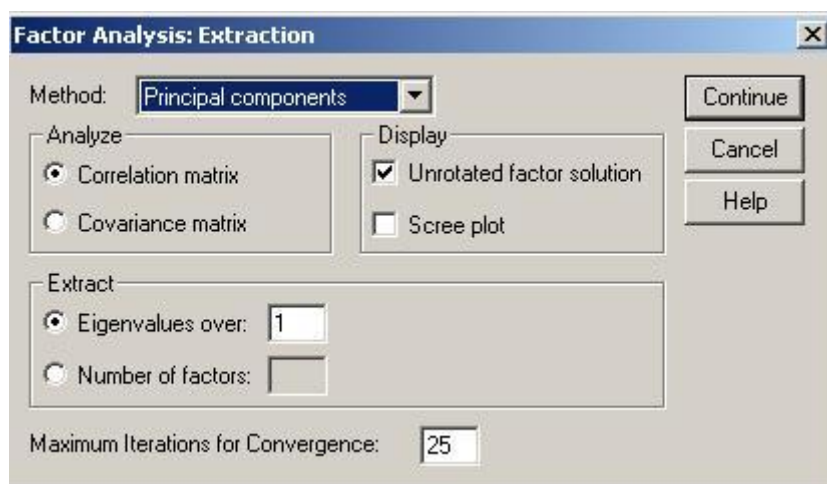 Factor Analysis: Extraction
Method: Principal components
Continue
Cancel
Help
Analyze
Correlation matrix
Covariance matrix
Display
Unrotated factor solution
Scree plot
Extract
Eigenvalues over: 1
Number of factors:
Maximum Iterations for Convergence: 25